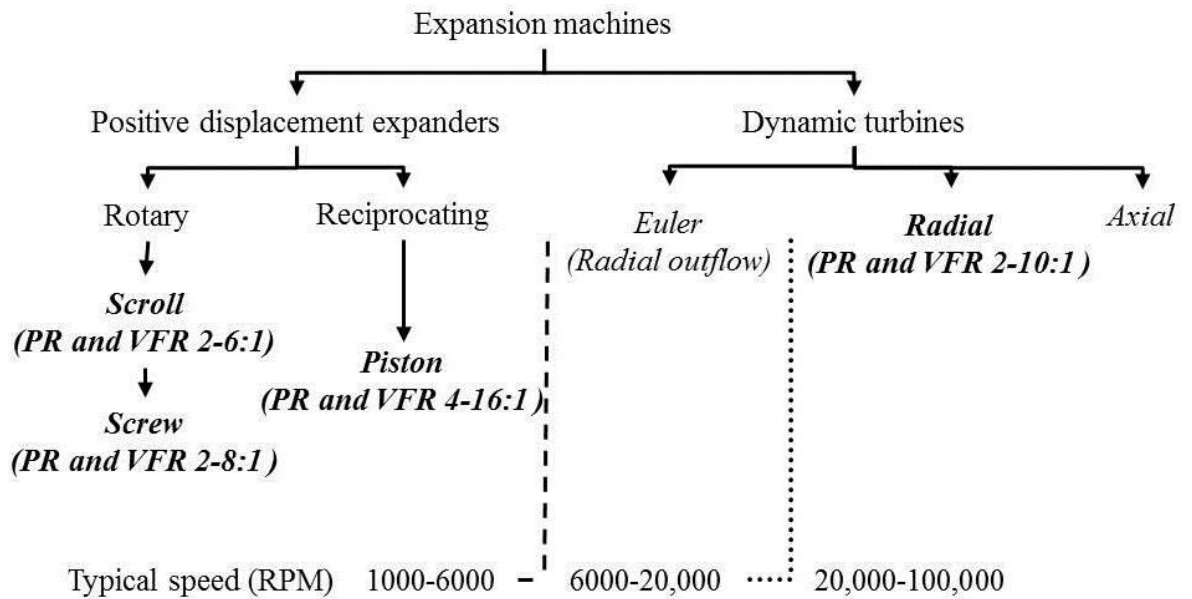 Expansion machines
Positive displacement expanders
Dynamic turbines
Rotary
Reciprocating
Euler
(Radial outflow)
Radial
(PR and VFR 2-10:1)
Axial
Scroll
(PR and VFR 2-6:1)
Piston
(PR and VFR 4-16:1)
Screw
(PR and VFR 2-8:1)
Typical speed (RPM) 1000-6000 6000-20,000 20,000-100,000